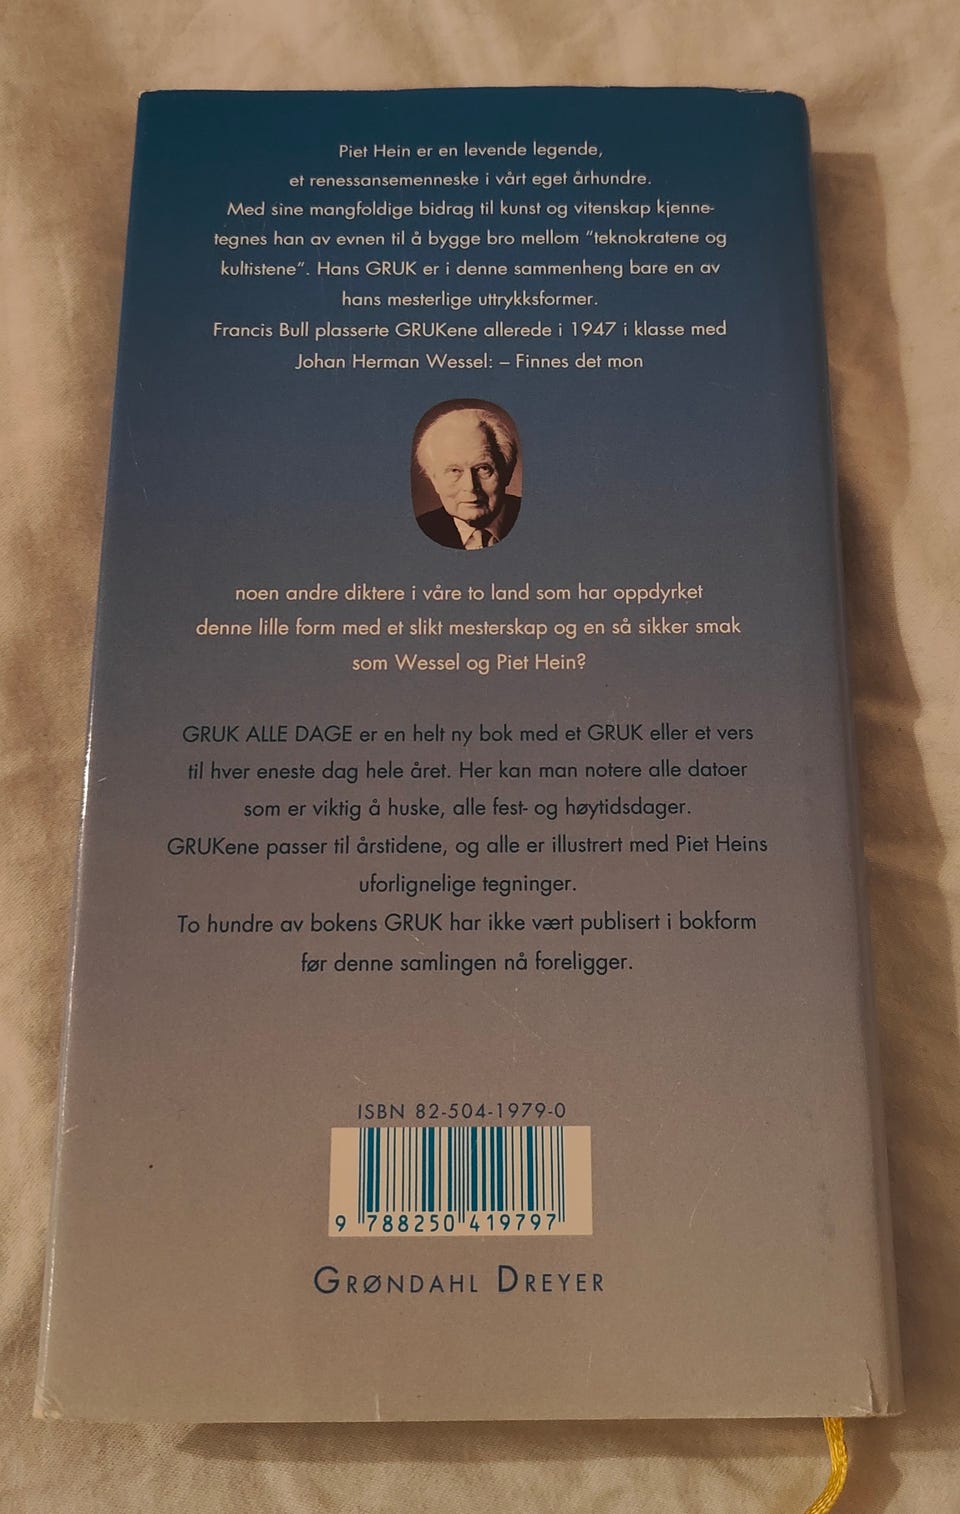 Piet Hein er en levende legende,
et renessansemenneske i vårt eget århundre.
Med sine mangfoldige bidrag til kunst og vitenskap kjenne-
tegnes han av evnen til å bygge bro mellom “teknokratene og
kultistene”. Hans GRUK er i denne sammenheng bare en av
hans mesterlige uttrykksformer.
Francis Bull plasserte GRUKene allerede i 1947 i klasse med
Johan Herman Wessel: – Finnes det mon
noen andre diktere i våre to land som har oppdyrket
denne lille form med et slikt mesterskap og en så sikker smak
som Wessel og Piet Hein?
GRUK ALLE DAGE er en helt ny bok med et GRUK eller et vers
til hver eneste dag hele året. Her kan man notere alle datoer
som er viktig å huske, alle fest- og høytidsdager.
GRUKene passer til årstidene, og alle er illustrert med Piet Heins
uforlignelige tegninger.
To hundre av bokens GRUK har ikke vært publisert i bokform
før denne samlingen nå foreligger.
ISBN 82-504-1979-0
9 788250 419797
GRØNDAHL DREYER